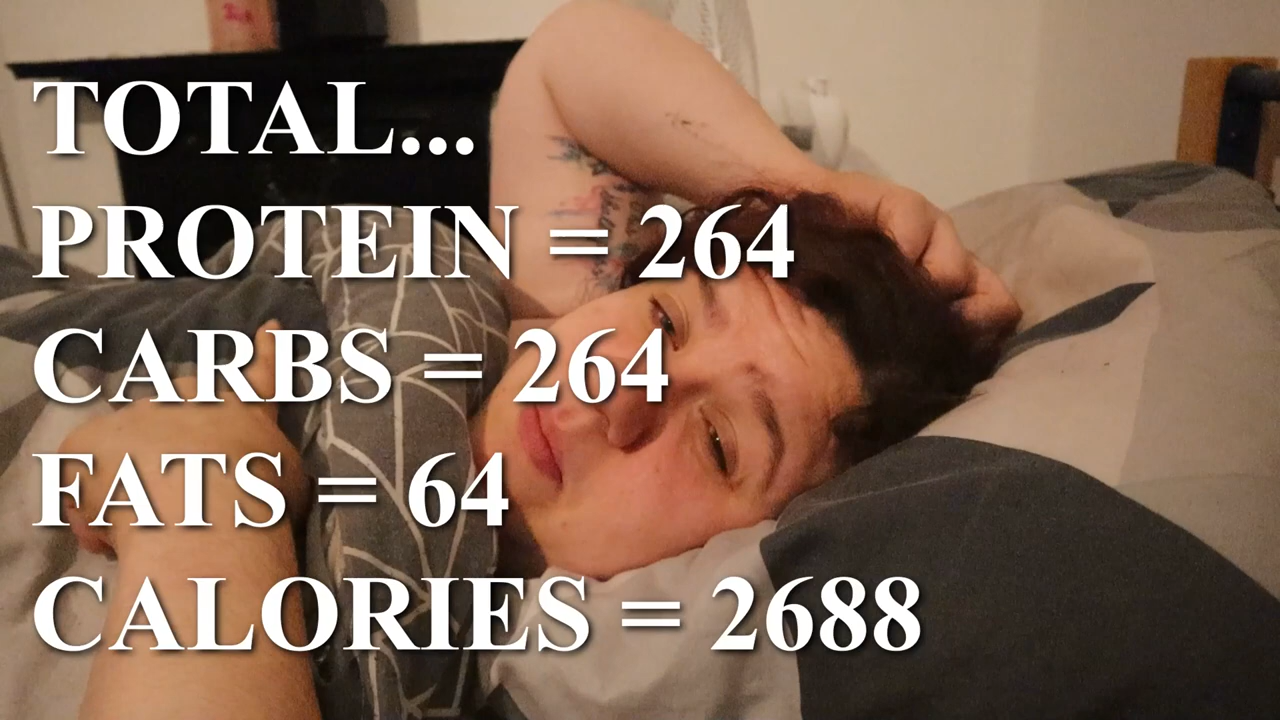 TOTAL...
PROTEIN = 264
CARBS = 264
FATS = 64
CALORIES = 2688